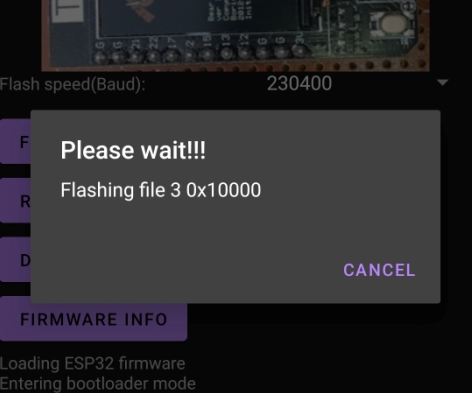 Flash speed(Baud):
230400
Please wait!!!
Flashing file 3 0x10000
CANCEL
F
R
D
FIRMWARE INFO
Loading ESP32 firmware
Entering bootloader mode